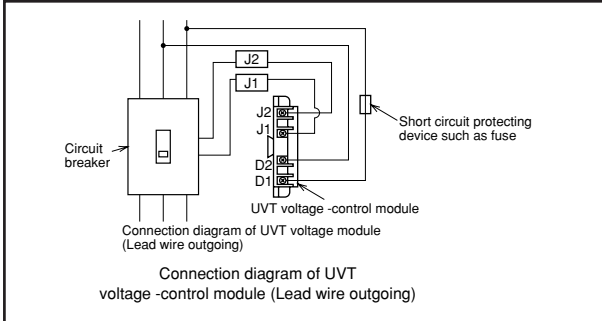 J2
J1
J2
J1
D2
D1
Circuit
breaker
Short circuit protecting
device such as fuse
UVT voltage -control module
Connection diagram of UVT voltage module
(Lead wire outgoing)
Connection diagram of UVT
voltage -control module (Lead wire outgoing)